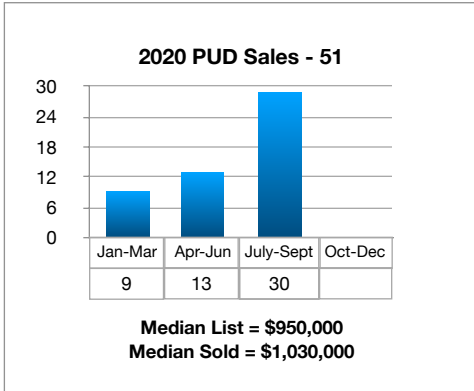 2020 PUD Sales - 51
30
24
18
12
6
0
Jan-Mar Apr-Jun July-Sept Oct-Dec
9 13 30
Median List = $950,000
Median Sold = $1,030,000